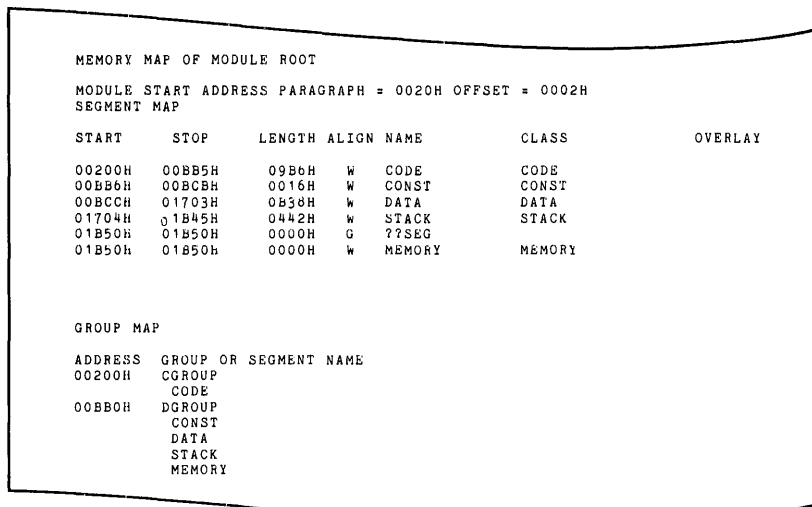 MEMORY MAP OF MODULE ROOT
MODULE START ADDRESS PARAGRAPH = 0020H OFFSET = 0002H
SEGMENT MAP
START STOP LENGTH ALIGN NAME CLASS OVERLAY
00200H 00BB5H 09B6H W CODE CODE
00BB6H 00BCBH 0016H W CONST CONST
00BCCH 01703H 0B38H W DATA DATA
01704H 01B45H 0442H W STACK STACK
01B50H 01B50H 0000H G ??SEG
01B50H 01B50H 0000H W MEMORY MEMORY
GROUP MAP
ADDRESS GROUP OR SEGMENT NAME
00200H CGROUP
CODE
00BB0H DGROUP
CONST
DATA
STACK
MEMORY